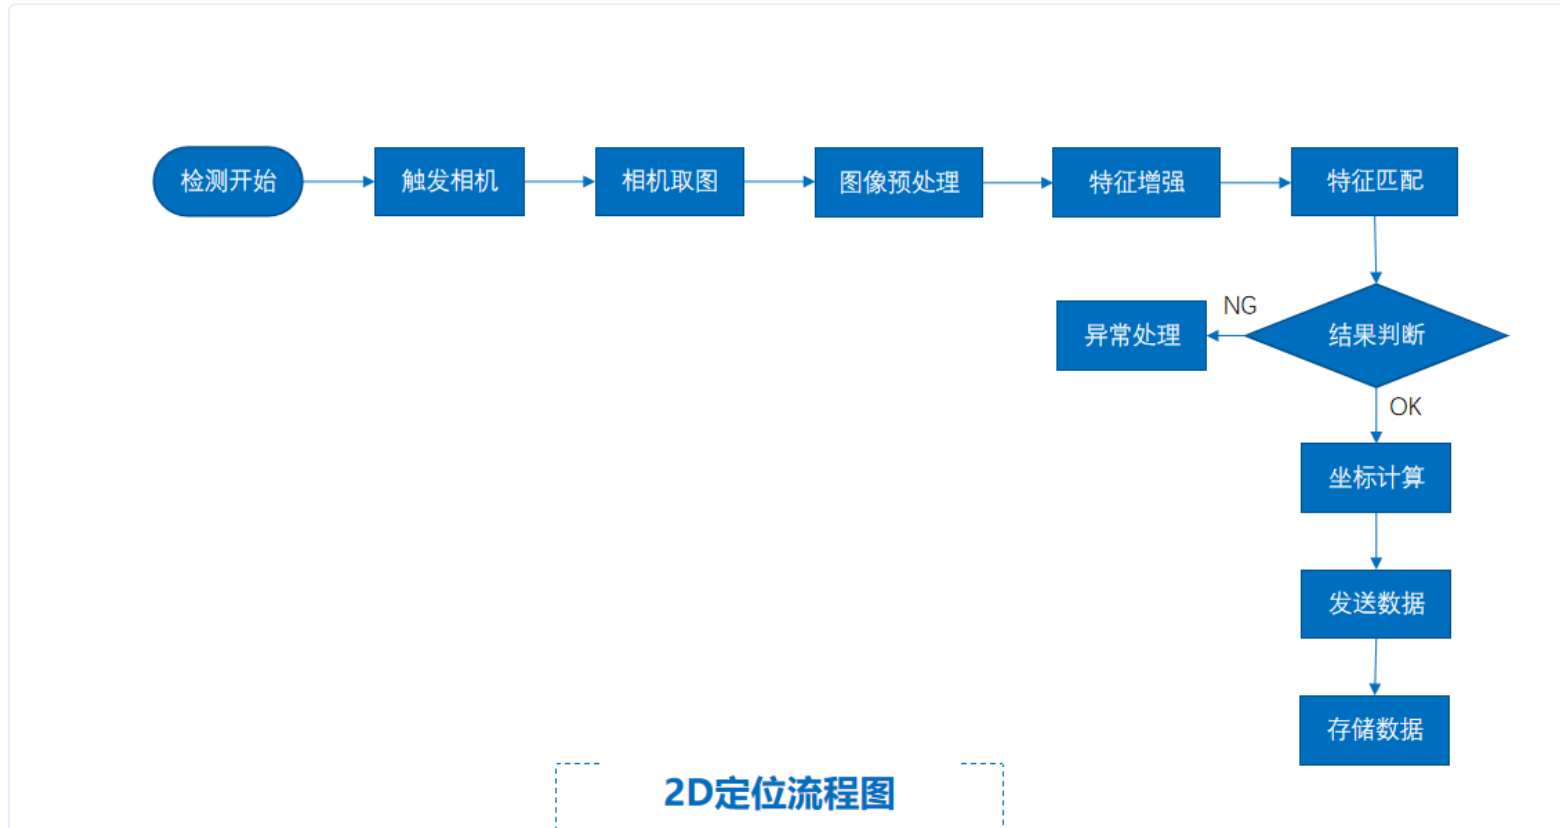 检测开始
触发相机
相机取图
图像预处理
特征增强
特征匹配
NG
异常处理
结果判断
OK
坐标计算
发送数据
存储数据
2D定位流程图